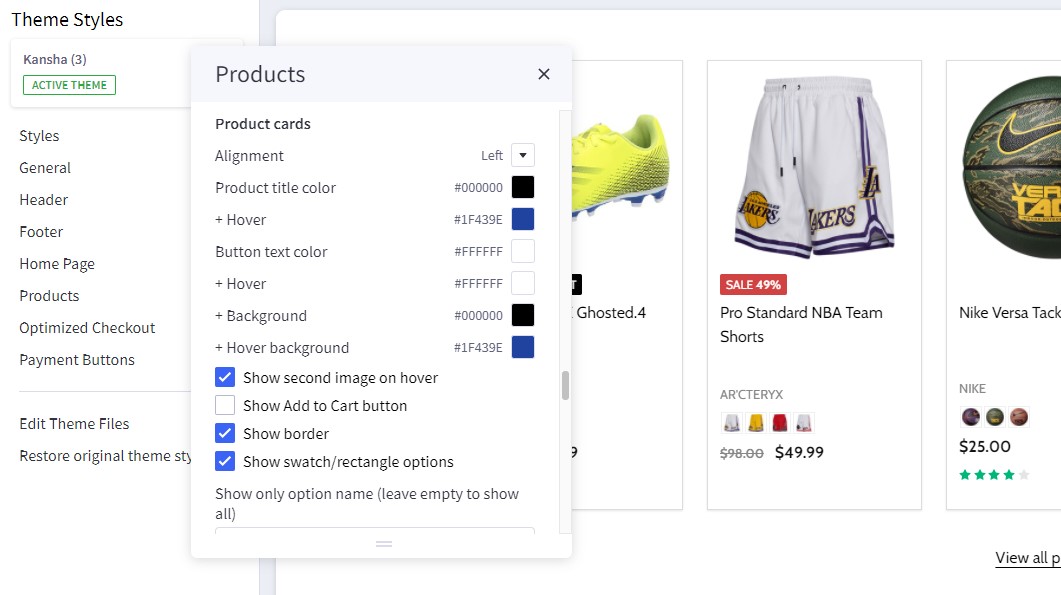 Theme Styles
Kansha (3)
ACTIVE THEME
Styles
General
Header
Footer
Home Page
Products
Optimized Checkout
Payment Buttons
Edit Theme Files
Restore original theme sty
Products
Product cards
Alignment Left
Product title color #000000
+ Hover #1F439E
Button text color #FFFFFF
+ Hover #FFFFFF
+ Background #000000
+ Hover background #1F439E
Show second image on hover
Show Add to Cart button
Show border
Show swatch/rectangle options
Show only option name (leave empty to show
all)
T
Ghosted.4
9
LAKERS
LAKERS
LA
SALE 49%
Pro Standard NBA Team
Shorts
AR'CTERYX
$98.00 $49.99
VER
TAC
Nike Versa Tack
NIKE
$25.00
View all p